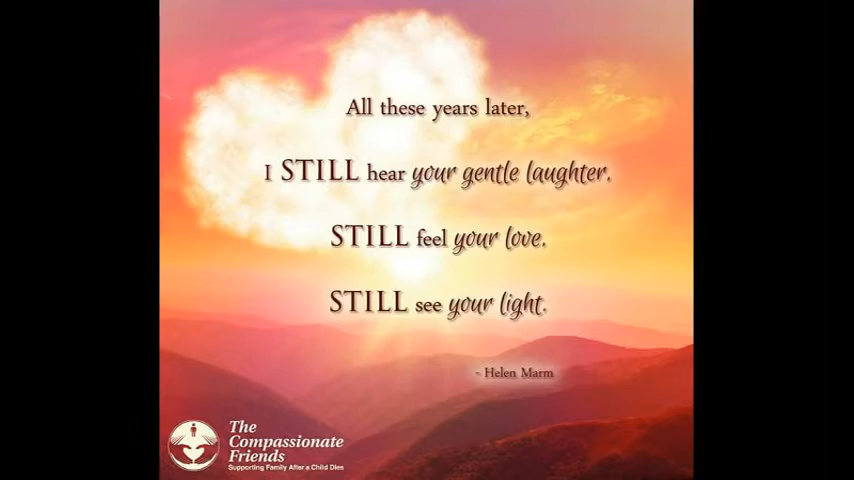 All these years later,
I STILL hear your gentle laughter.
STILL feel your love.
STILL see your light.
- Helen Marm
The
Compassionate
Friends
Supporting Family After a Child Dies